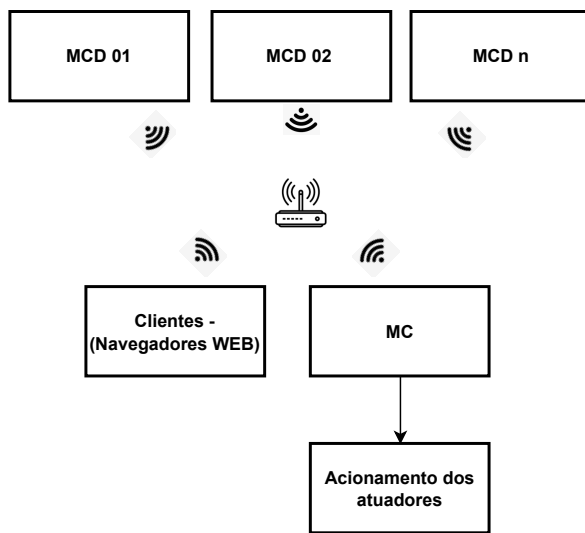 MCD 01
MCD 02
MCD n
Clientes -
(Navegadores WEB)
MC
Acionamento dos
atuadores